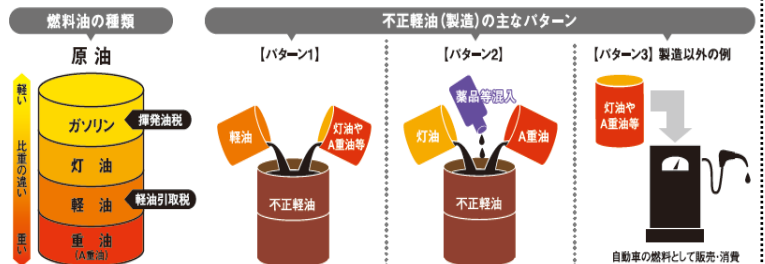 燃料油の種類
原油
軽い
比重の違い
重い
ガソリン
揮発油税
灯油
軽油
軽油引取税
重油
(A重油)
不正軽油(製造)の主なパターン
【パターン1】
軽油
灯油や
A重油等
不正軽油
【パターン2】
薬品等混入
灯油
A重油
不正軽油
【パターン3】 製造以外の例
灯油や
A重油等
自動車の燃料として販売・消費